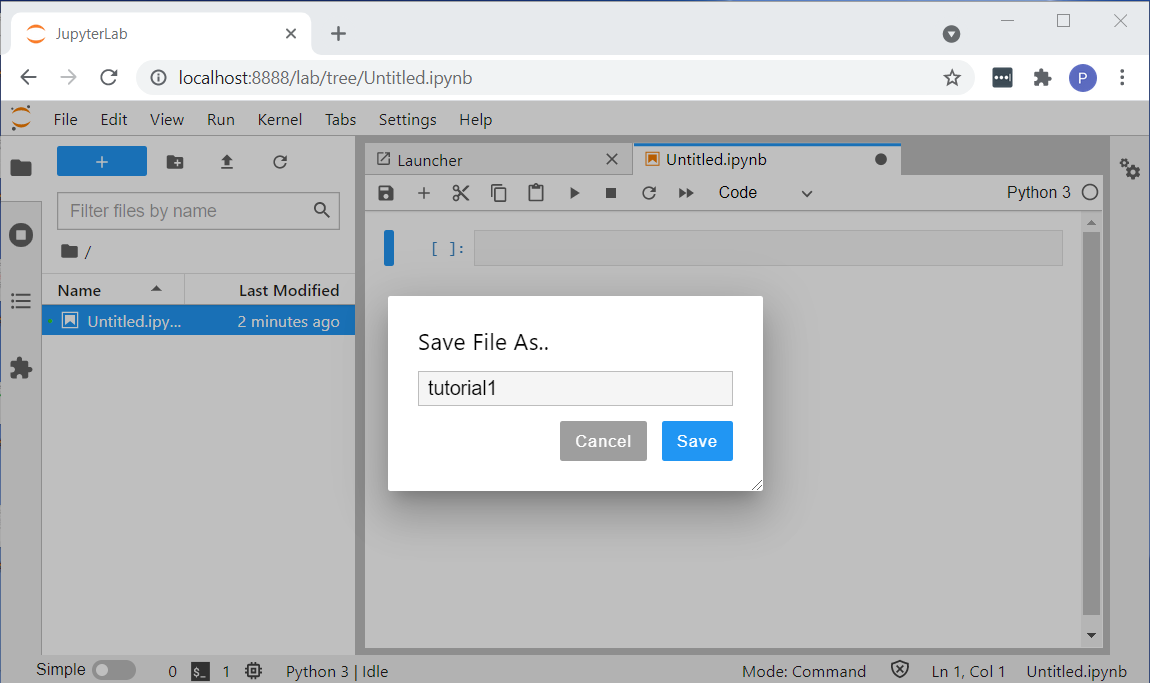 JupyterLab
localhost:8888/lab/tree/Untitled.ipynb
P
File Edit View Run Kernel Tabs Settings Help
Launcher
Untitled.ipynb
Code
Python 3
Filter files by name
/
Name Last Modified
Untitled.ipy... 2 minutes ago
[ ]:
Save File As..
tutorial1
Cancel Save
Simple 0 $_ 1 Python 3 | Idle Mode: Command Ln 1, Col 1 Untitled.ipynb